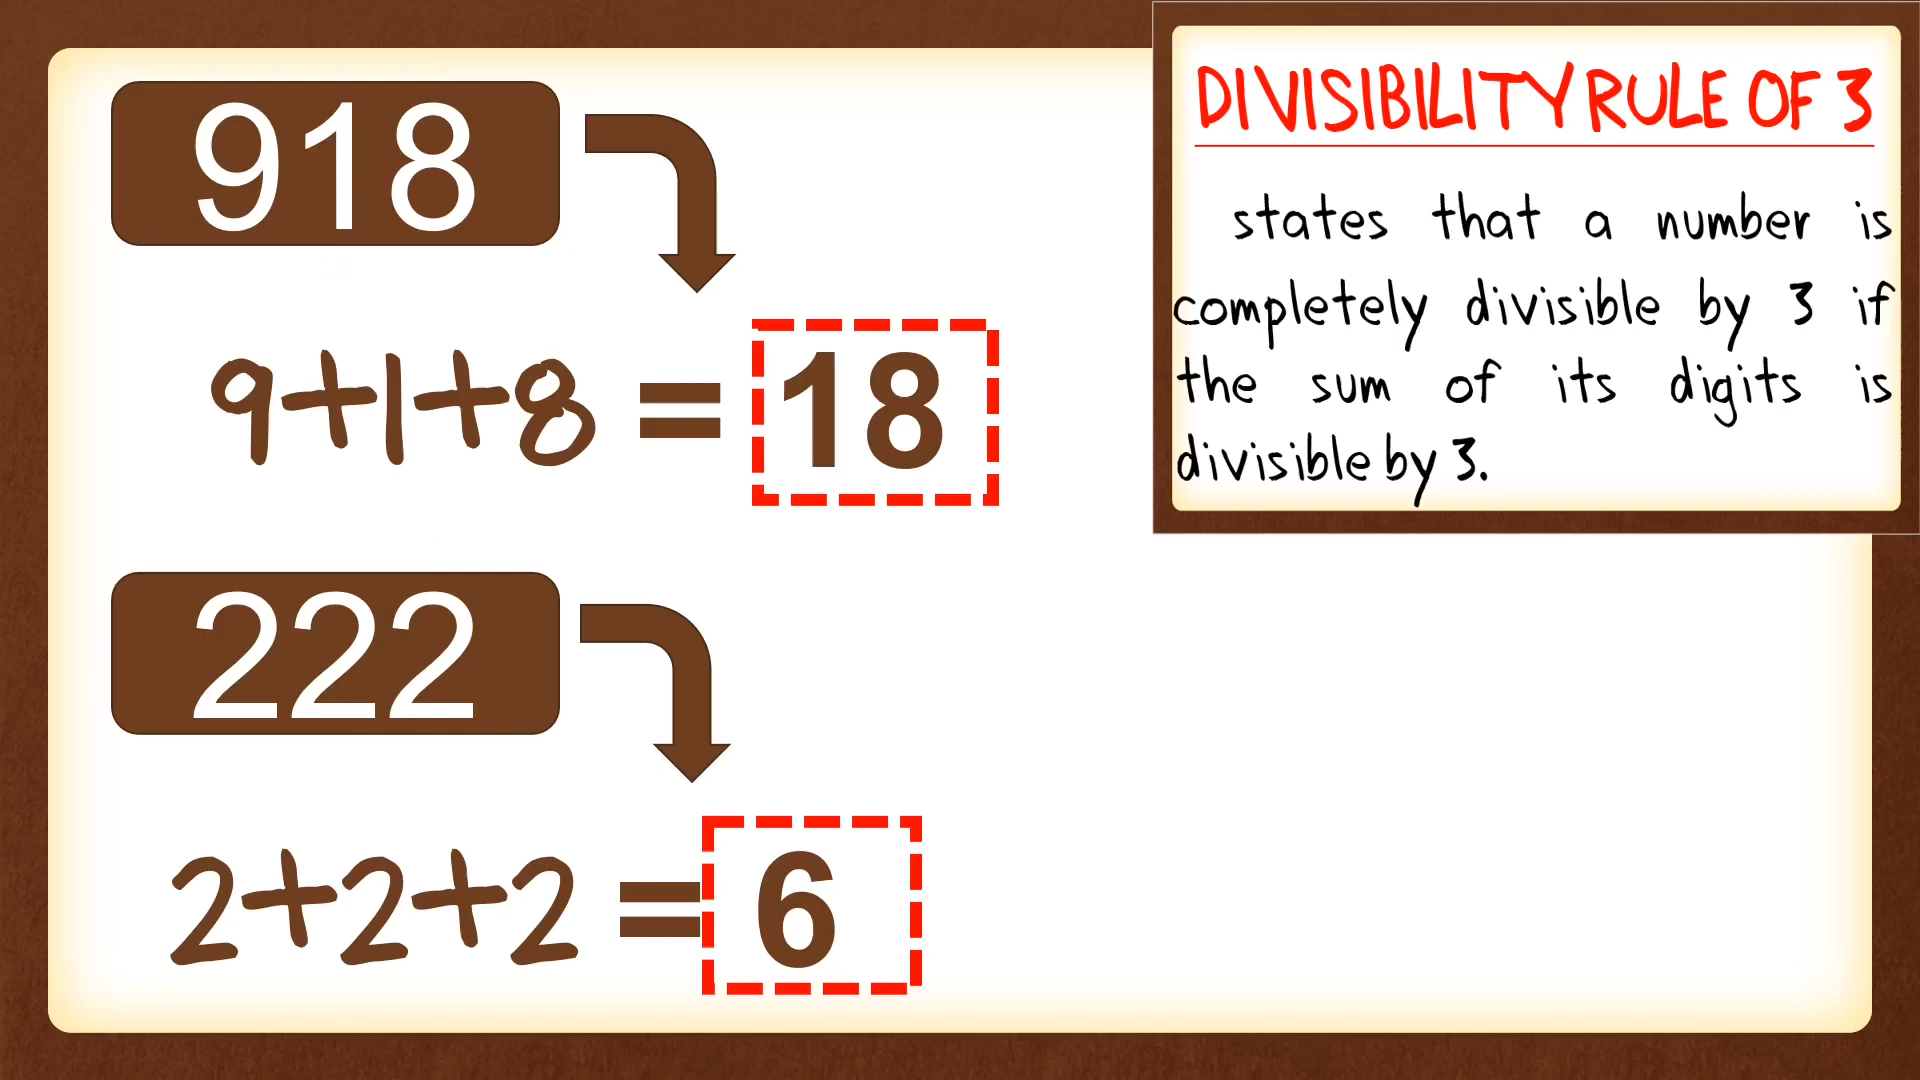 918
9+1+8 = 18
222
2+2+2 = 6
DIVISIBILITY RULE OF 3
states that a number is
completely divisible by 3 if
the sum of its digits is
divisible by 3.